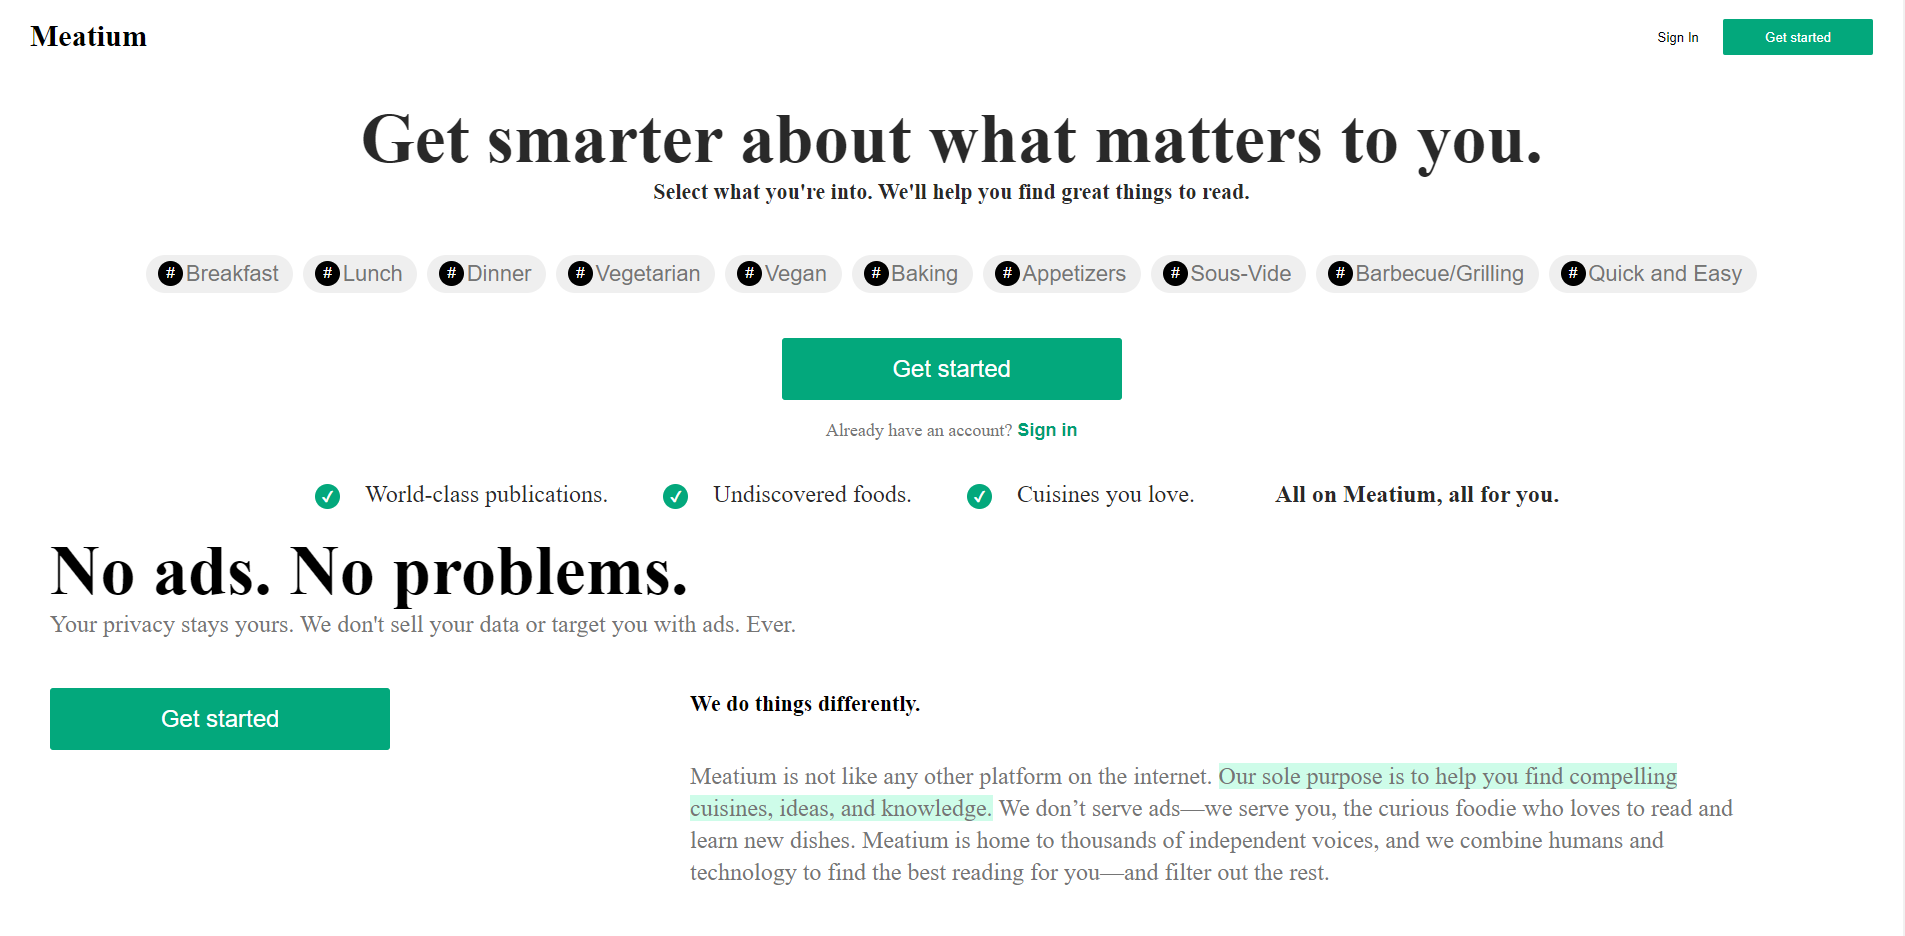 Meatium
Sign In
Get started
Get smarter about what matters to you.
Select what you're into. We'll help you find great things to read.
# Breakfast # Lunch # Dinner # Vegetarian # Vegan # Baking # Appetizers # Sous-Vide # Barbecue/Grilling # Quick and Easy
Get started
Already have an account? Sign in
World-class publications. Undiscovered foods. Cuisines you love. All on Meatium, all for you.
No ads. No problems.
Your privacy stays yours. We don't sell your data or target you with ads. Ever.
Get started
We do things differently.
Meatium is not like any other platform on the internet. Our sole purpose is to help you find compelling
cuisines, ideas, and knowledge. We don’t serve ads—we serve you, the curious foodie who loves to read and
learn new dishes. Meatium is home to thousands of independent voices, and we combine humans and
technology to find the best reading for you—and filter out the rest.